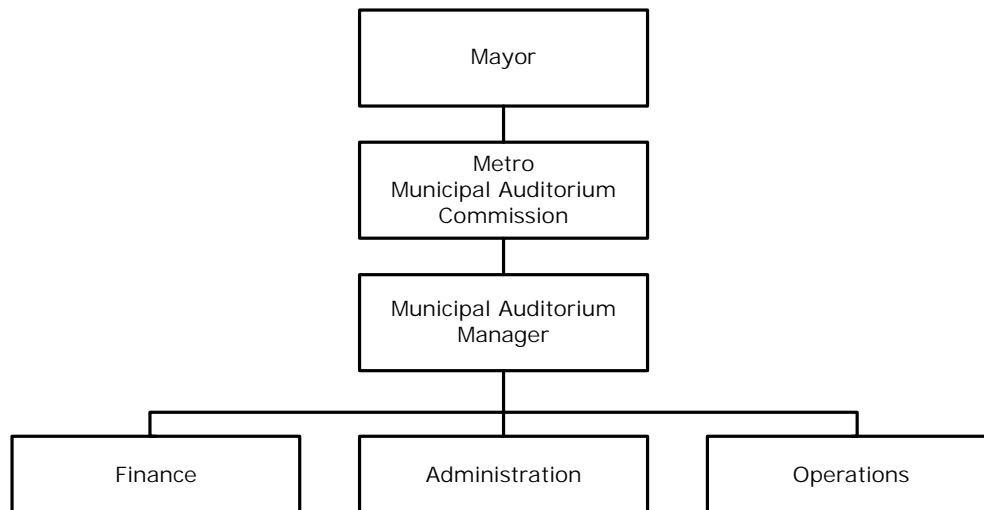 Mayor
Metro
Municipal Auditorium
Commission
Municipal Auditorium
Manager
Finance
Administration
Operations